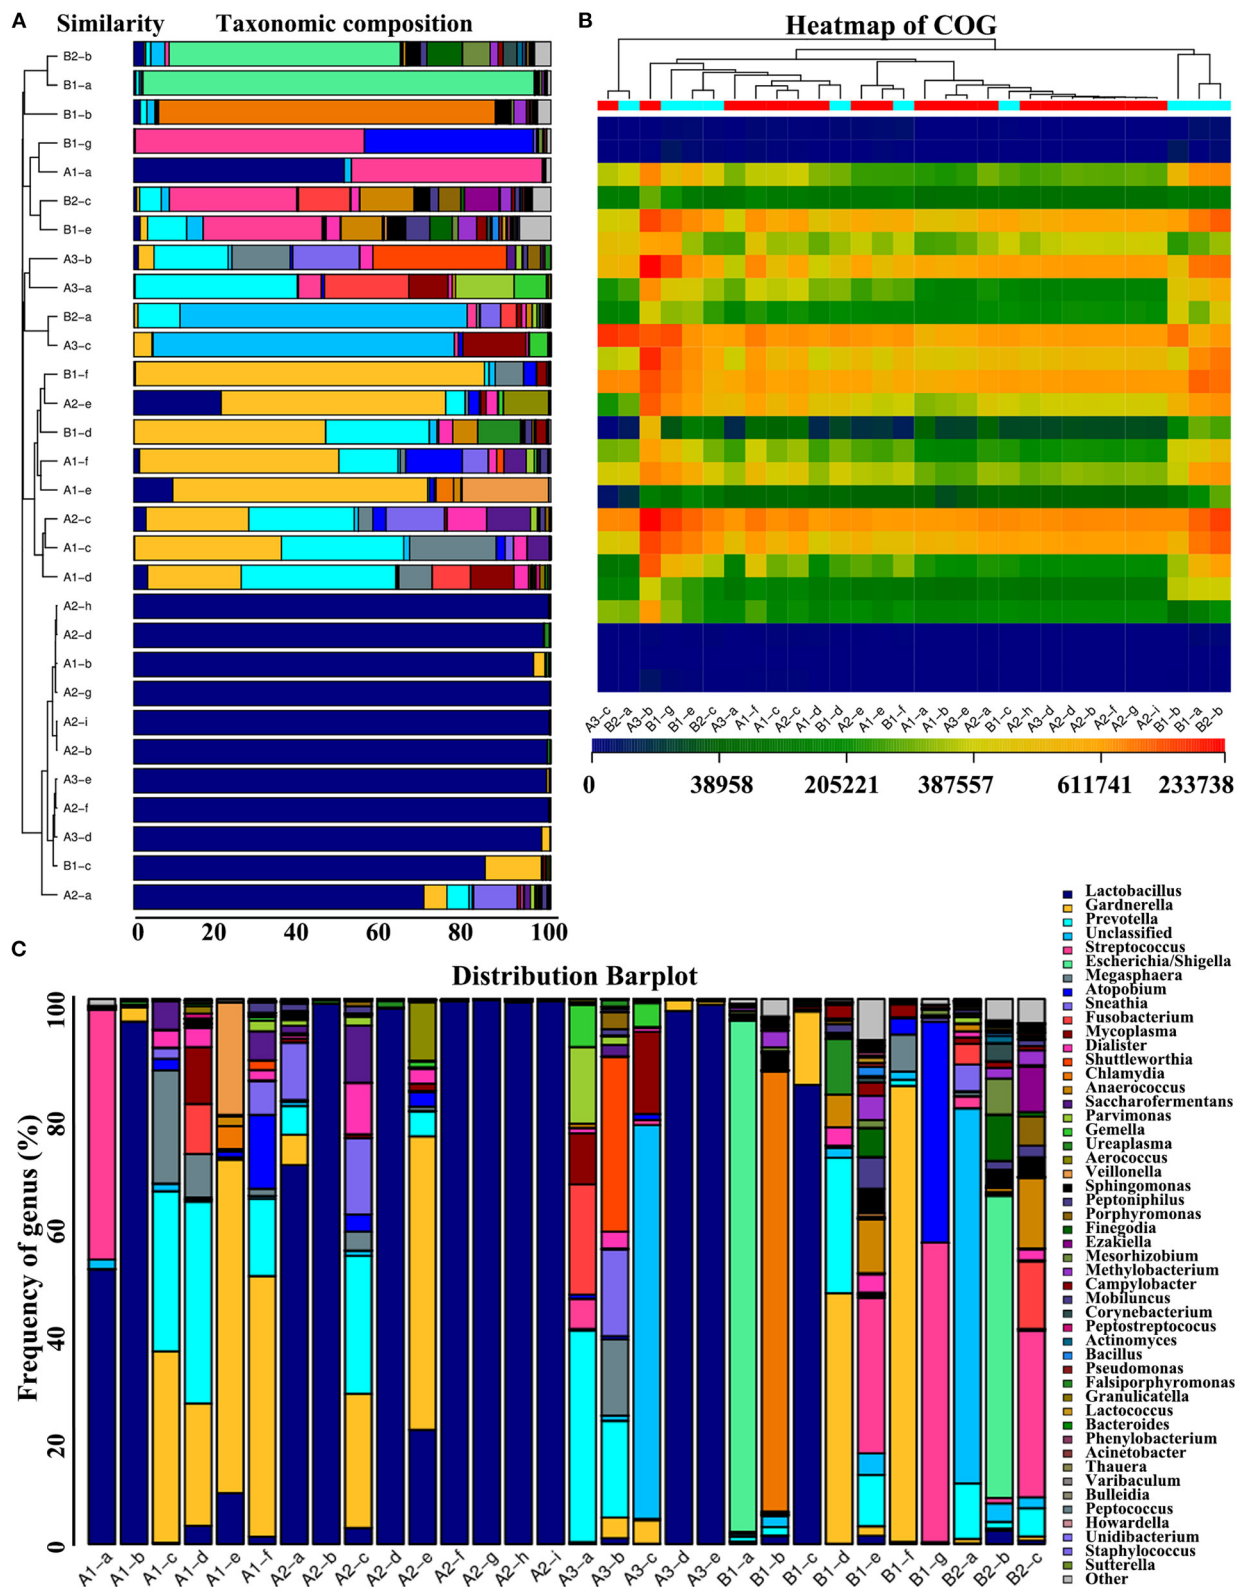 A
Similarity
Taxonomic composition
B2-b
B1-a
B1-b
B1-g
A1-a
B2-c
B1-e
A3-b
A3-a
B2-a
A3-c
B1-f
A2-e
B1-d
A1-f
A1-e
A2-c
A1-c
A1-d
A2-h
A2-d
A1-b
A2-g
A2-i
A2-b
A3-e
A2-f
A3-d
B1-c
A2-a
0 20 40 60 80 100
B
Heatmap of COG
A3-c B2-a A3-b B1-g B1-e B2-c A3-a A1-f A1-c A2-c A1-d B1-d A2-e A1-e B1-f A1-a A1-b A3-e A2-a B1-c A2-h A3-d A2-d A2-b A2-f A2-g A2-i B1-b B1-a B2-b
0 38958 205221 387557 611741 233738
C
Distribution Barplot
Frequency of genus (%)
100
80
60
40
20
0
A1-a A1-b A1-c A1-d A1-e A1-f A2-a A2-b A2-c A2-d A2-e A2-f A2-g A2-h A2-i A3-a A3-b A3-c A3-d A3-e B1-a B1-b B1-c B1-d B1-e B1-f B1-g B2-a B2-b B2-c
Lactobacillus
Gardnerella
Prevotella
Unclassified
Streptococcus
Escherichia/Shigella
Megasphaera
Atopobium
Sneathia
Fusobacterium
Mycoplasma
Dialister
Shuttleworthia
Chlamydia
Anaerococcus
Saccharofermentans
Parvimonas
Gemella
Ureaplasma
Aerococcus
Veillonella
Sphingomonas
Peptoniphilus
Porphyromonas
Finegodia
Ezakiella
Mesorhizobium
Methylobacterium
Campylobacter
Mobiluncus
Corynebacterium
Peptostreptococus
Actinomyces
Bacillus
Pseudomonas
Falsiporphyromonas
Granulicatella
Lactococcus
Bacteroides
Phenylobacterium
Acinetobacter
Thauera
Varibaculum
Bulleidia
Peptococcus
Howardella
Unidibacterium
Staphylococcus
Sutterella
Other